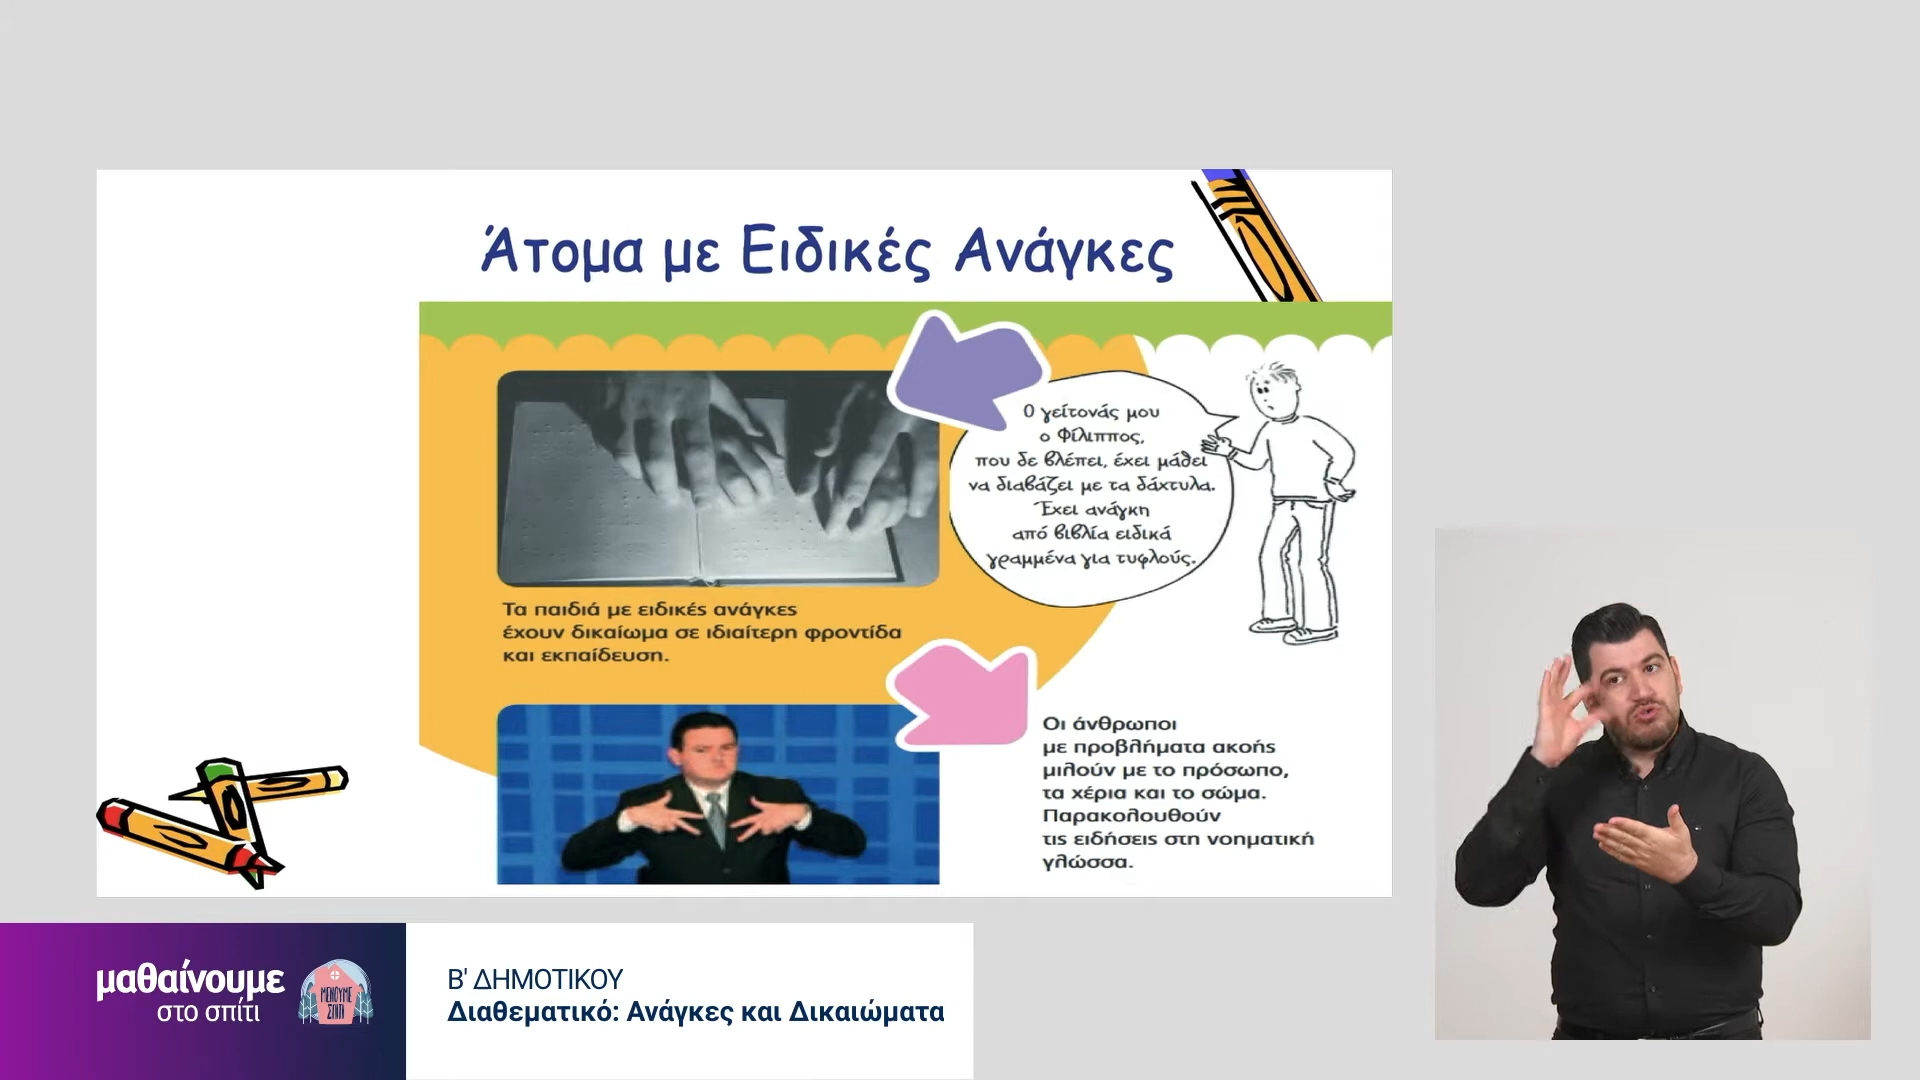 Άτομα με Ειδικές Ανάγκες
Ο γείτονάς μου
ο Φίλιππος,
που δε βλέπει, έχει μάθει
να διαβάζει με τα δάχτυλα.
Έχει ανάγκη
από βιβλία ειδικά
γραμμένα για τυφλούς.
Τα παιδιά με ειδικές ανάγκες
έχουν δικαίωμα σε ιδιαίτερη φροντίδα
και εκπαίδευση.
Οι άνθρωποι
με προβλήματα ακοής
μιλούν με το πρόσωπο,
τα χέρια και το σώμα.
Παρακολουθούν
τις ειδήσεις στη νοηματική
γλώσσα.
μαθαίνουμε
στο σπίτι
ΜΕΝΟΥΜΕ
ΣΠΙΤΙ
Β' ΔΗΜΟΤΙΚΟΥ
Διαθεματικό: Ανάγκες και Δικαιώματα